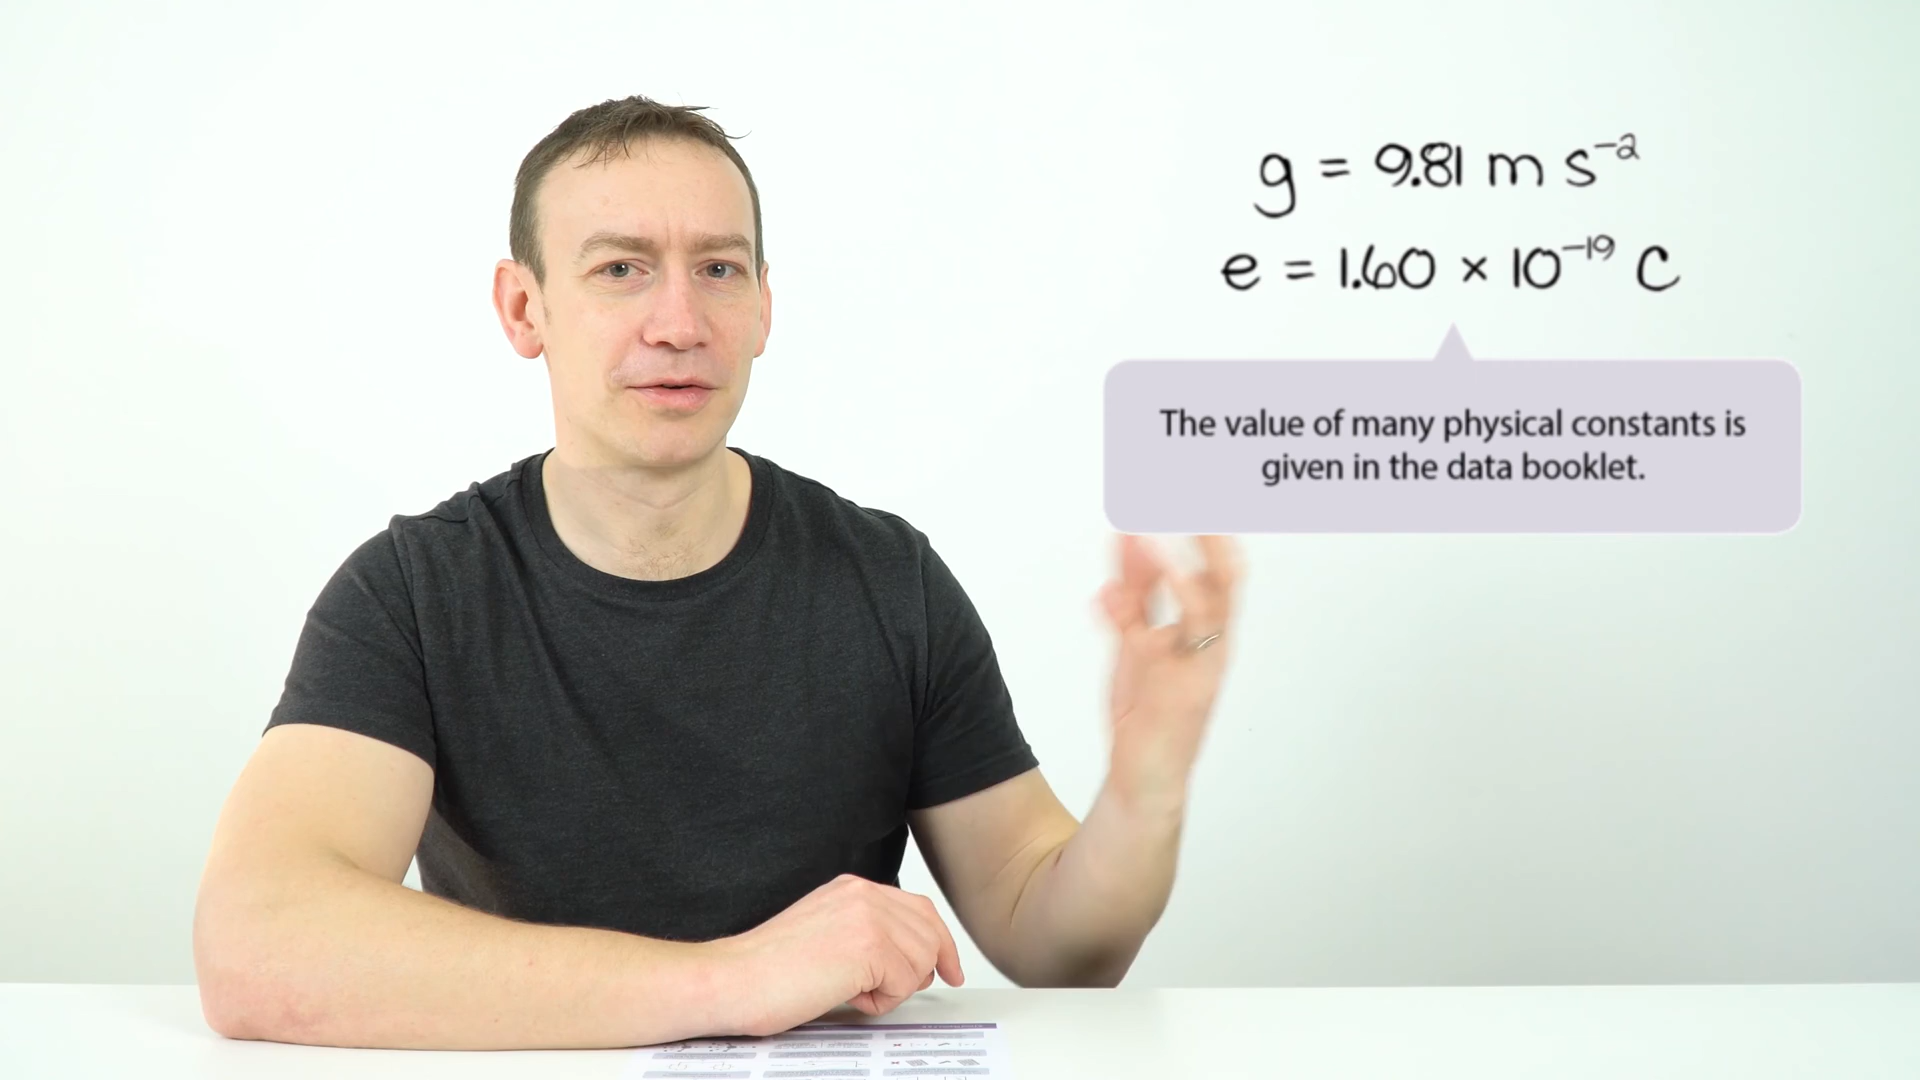 g = 9.81 m s⁻²
e = 1.60 × 10⁻¹⁹ C
The value of many physical constants is
given in the data booklet.